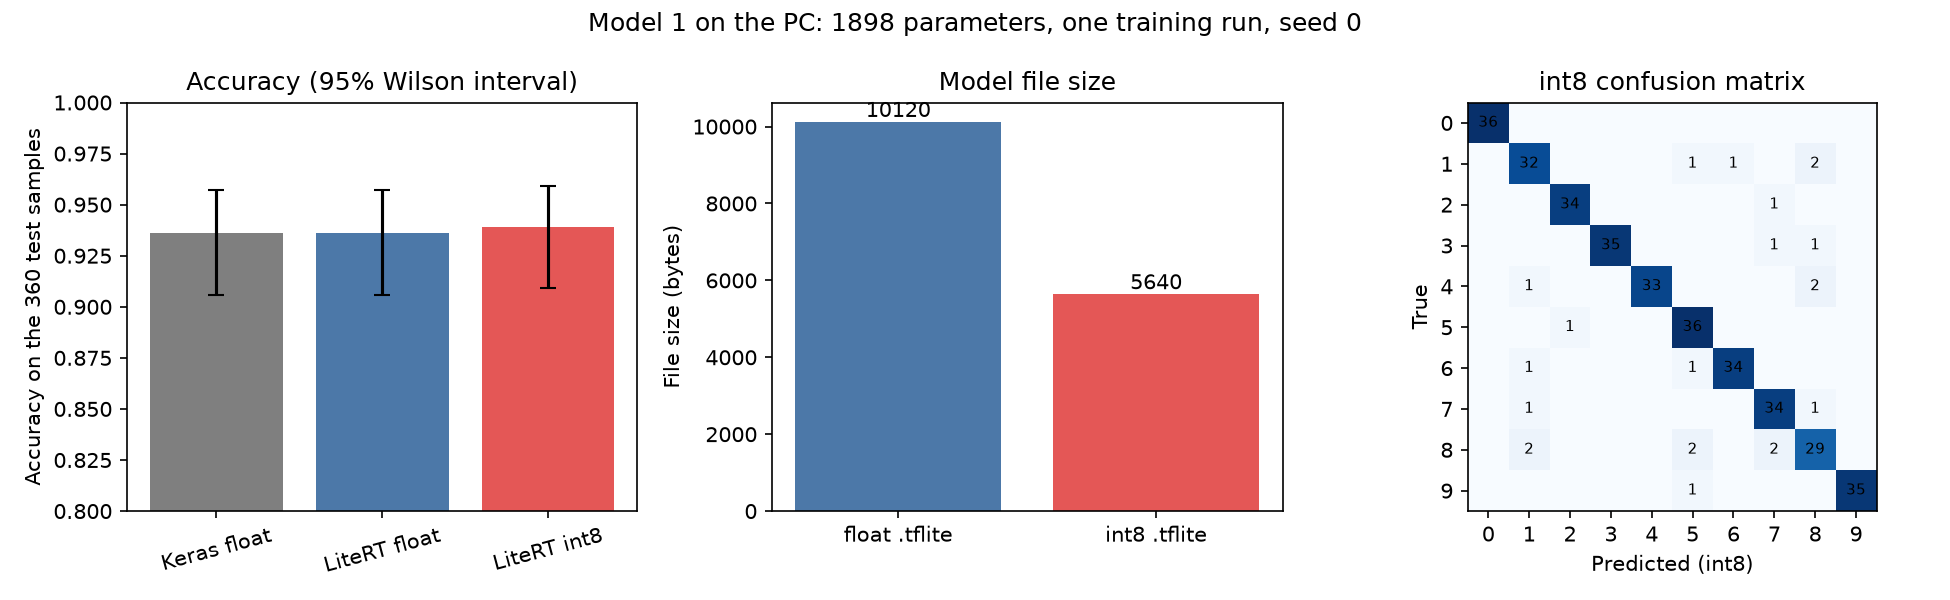 Model 1 on the PC: 1898 parameters, one training run, seed 0
Accuracy (95% Wilson interval)
Accuracy on the 360 test samples
1.000
0.975
0.950
0.925
0.900
0.875
0.850
0.825
0.800
Keras float
LiteRT float
LiteRT int8
Model file size
File size (bytes)
10000
8000
6000
4000
2000
0
10120
5640
float .tflite
int8 .tflite
int8 confusion matrix
True
0 36
1 32 1 1 2
2 34 1
3 35 1 1
4 1 33 2
5 1 36
6 1 1 34
7 1 34 1
8 2 2 2 29
9 1 35
0 1 2 3 4 5 6 7 8 9
Predicted (int8)